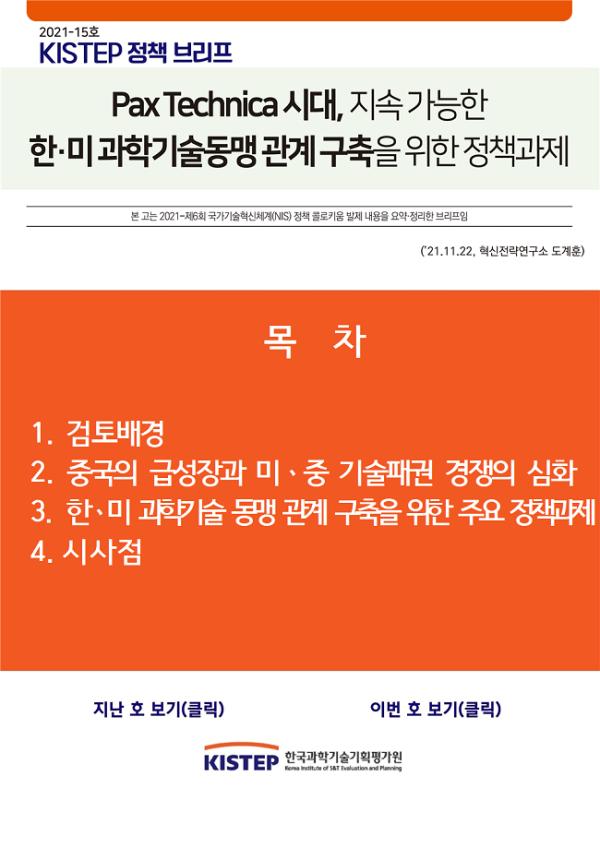 2021-15호
KISTEP 정책 브리프
Pax Technica 시대, 지속 가능한
한·미 과학기술동맹 관계 구축을 위한 정책과제
본 고는 2021-제6회 국가기술혁신체계(NIS) 정책 콜로키움 발제 내용을 요약·정리한 브리프임
('21.11.22, 혁신전략연구소 도계훈)
목 차
1. 검토배경
2. 중국의 급성장과 미、중 기술패권 경쟁의 심화
3. 한、미 과학기술 동맹 관계 구축을 위한 주요 정책과제
4. 시사점
지난 호 보기(클릭) 이번 호 보기(클릭)
KISTEP 한국과학기술기획평가원
Korea Institute of S&T Evaluation and Planning